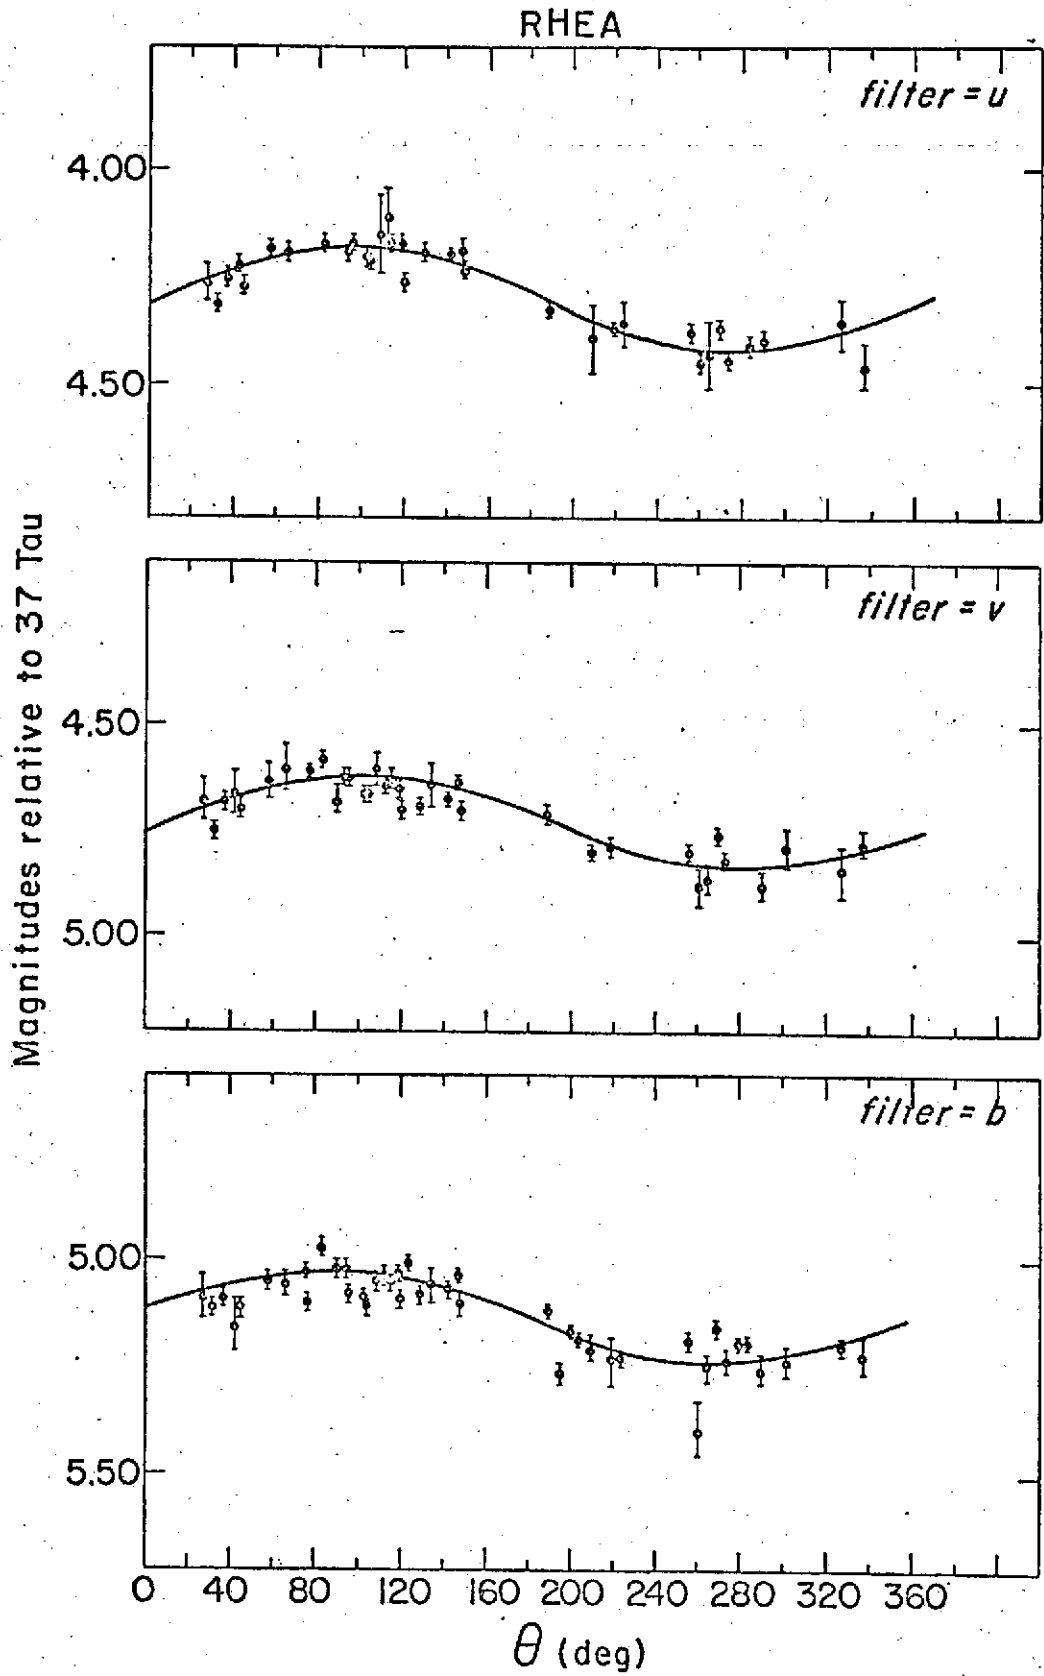 RHEA
filter = u
4.00
4.50
filter = v
4.50
5.00
filter = b
5.00
5.50
0 40 80 120 160 200 240 280 320 360
θ (deg)
Magnitudes relative to 37 Tau